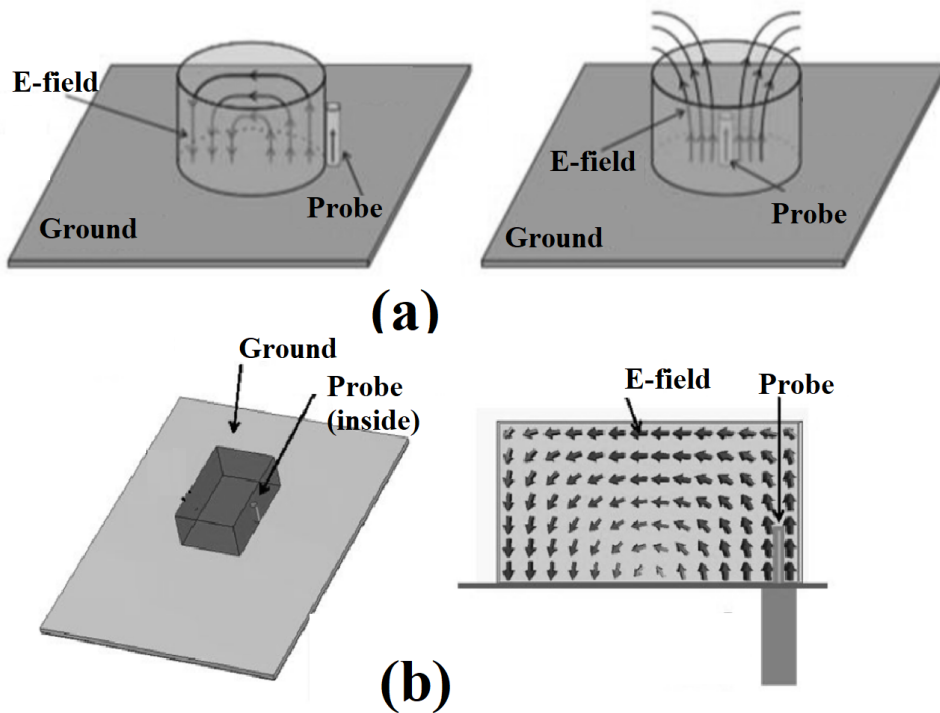 E-field
Probe
Ground
E-field
Probe
Ground
(a)
Ground
Probe
(inside)
E-field
Probe
(b)